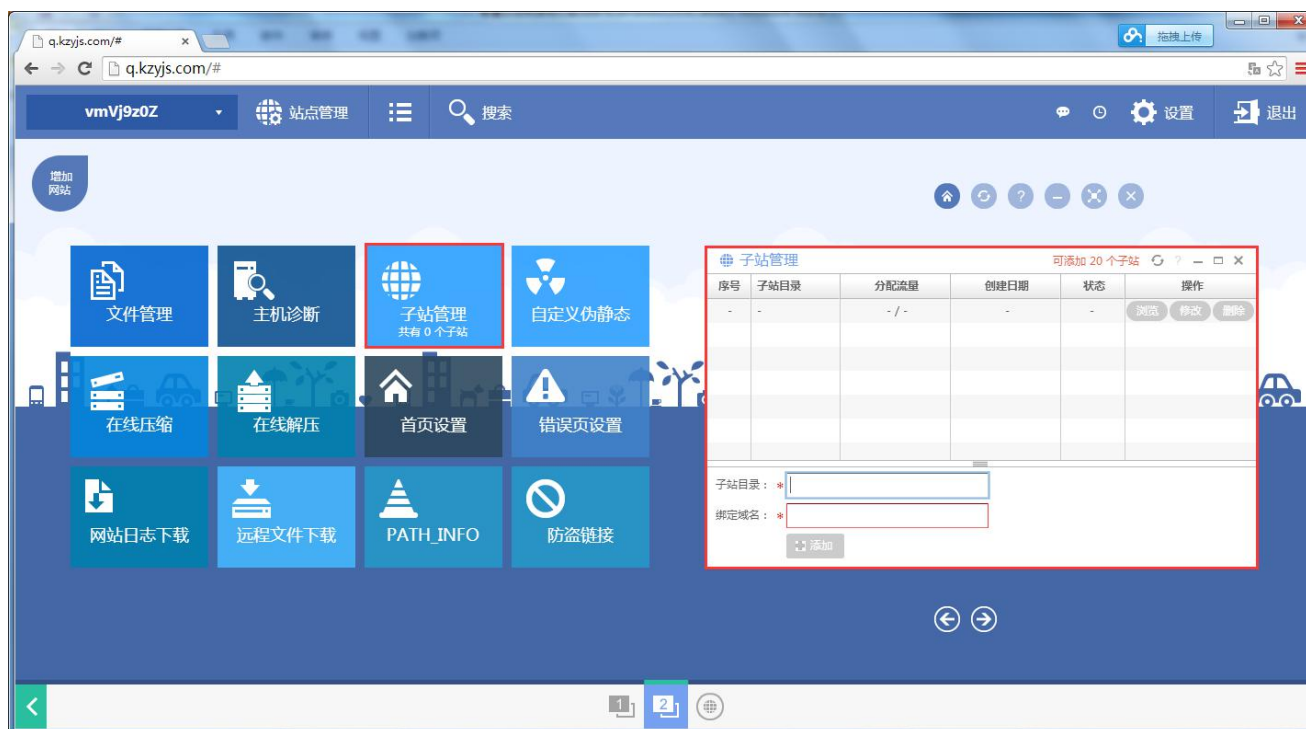 q.kzyjs.com/#
拖拽上传
q.kzyjs.com/#
vmVj9z0Z
站点管理
搜索
设置
退出
增加
网站
文件管理
主机诊断
子站管理
共有 0 个子站
自定义伪静态
在线压缩
在线解压
首页设置
错误页设置
网站日志下载
远程文件下载
PATH_INFO
防盗链接
子站管理
可添加 20 个子站
序号 子站目录 分配流量 创建日期 状态 操作
- - - / - - - 浏览 修改 删除
子站目录： *
绑定域名： *
添加
1 2